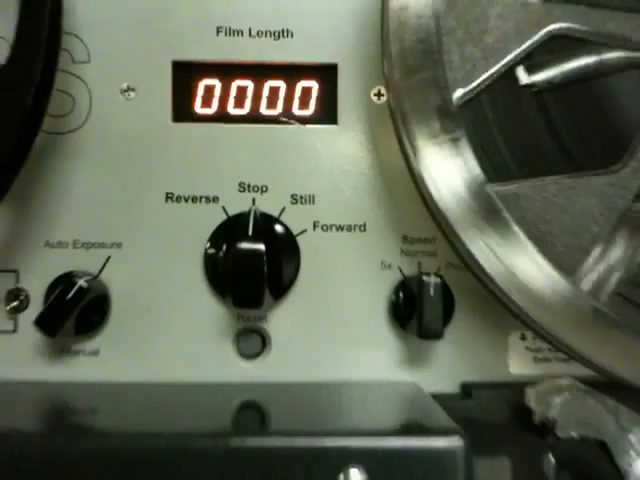 Film Length
0000
Stop
Reverse
Still
Forward
Auto Exposure
Speed
Normal
5x
Reset
Manual